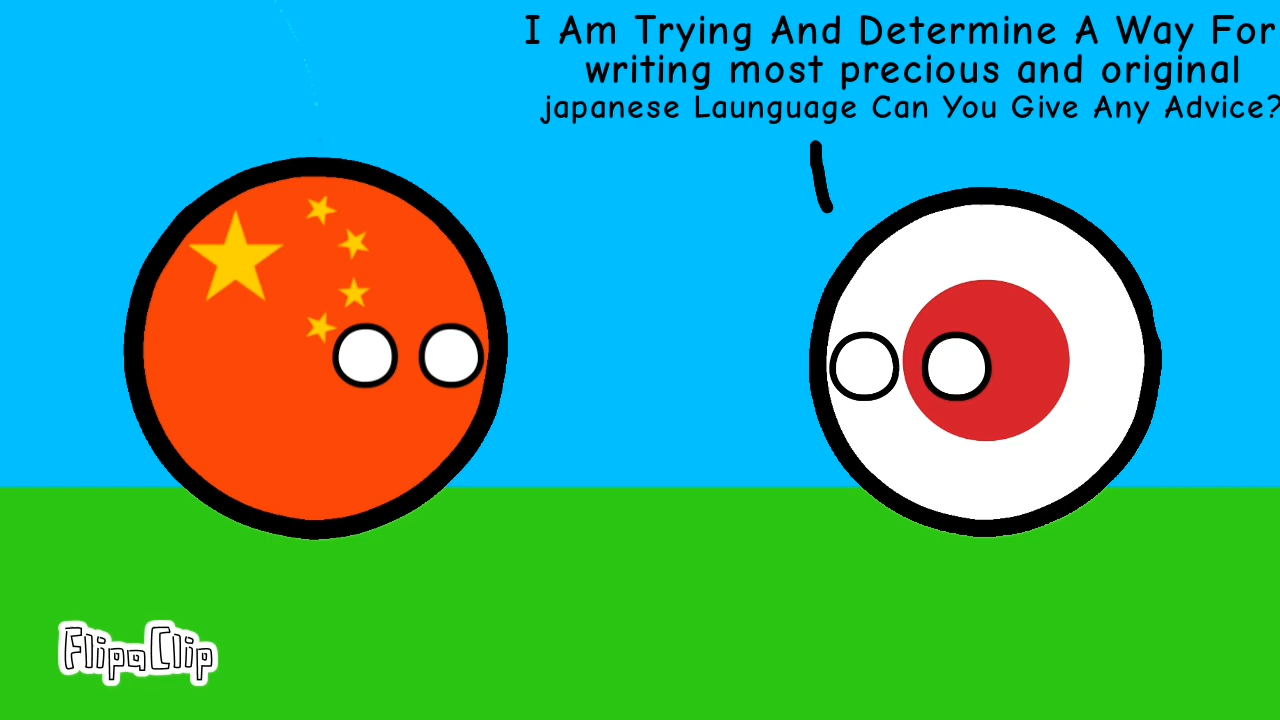 I Am Trying And Determine A Way For
writing most precious and original
japanese Launguage Can You Give Any Advice?
FlipaClip